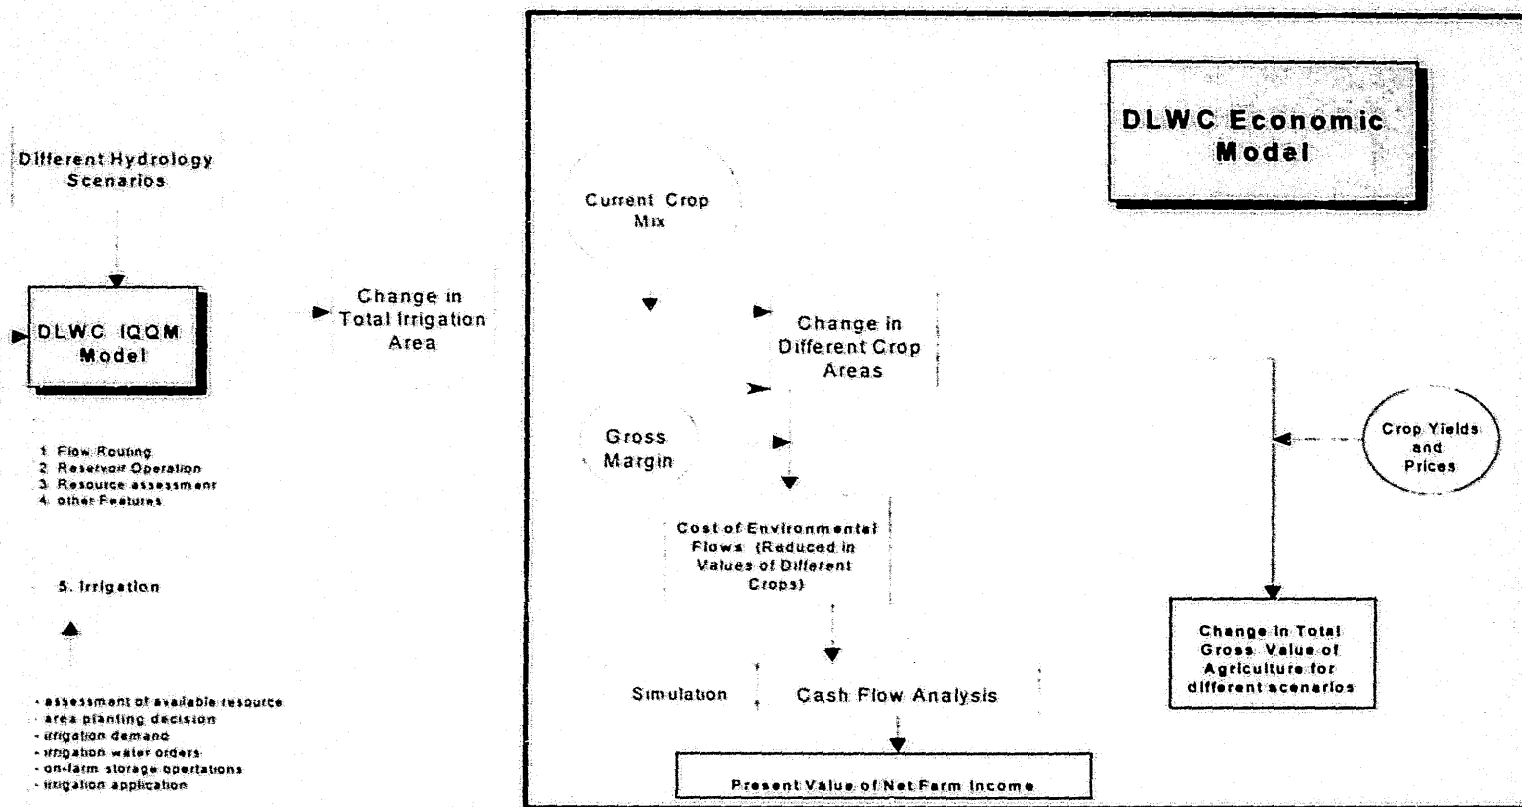 Different Hydrology
Scenarios
DLWC IQQM
Model
1. Flow Routing
2. Reservoir Operation
3. Resource assessment
4. other Features
5. Irrigation
- assessment of available resource
- area planting decision
- irrigation demand
- irrigation water orders
- on-farm storage opertations
- irrigation application
Change in
Total Irrigation
Area
DLWC Economic
Model
Current Crop
Mix
Change in
Different Crop
Areas
Gross
Margin
Cost of Environmental
Flows (Reduced in
Values of Different
Crops)
Simulation
Cash Flow Analysis
Present Value of Net Farm Income
Crop Yields
and
Prices
Change in Total
Gross Value of
Agriculture for
different scenarios